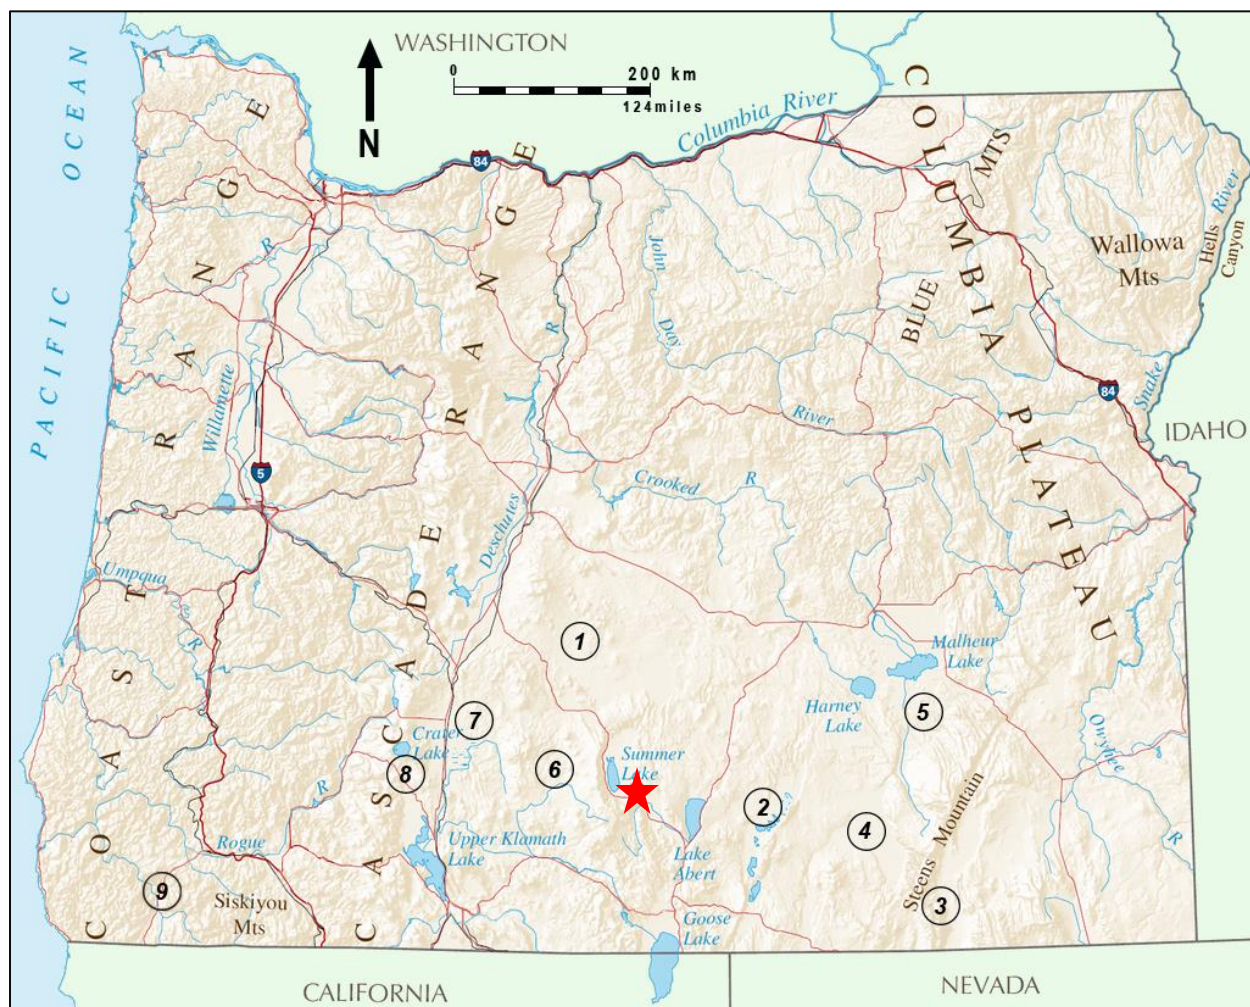 WASHINGTON
0
200 km
124miles
N
PACIFIC OCEAN
Columbia River
84
COLUMBIA PLATEAU
MTS
BLUE
Wallowa
Mts
Hells
Canyon
River
Snake
84
IDAHO
COAST RANGE
CASCADE RANGE
R
R
John
Day
River
Willamette
5
Deschutes
Crooked R
Umpqua
R
1
Malheur
Lake
Harney
Lake
5
Owyhee
R
7
Crater
Lake
8
6
Summer
Lake
2
4
Steens Mountain
3
Lake
Abert
Upper Klamath
Lake
R
Rogue
9
Siskiyou
Mts
Goose
Lake
CALIFORNIA
NEVADA